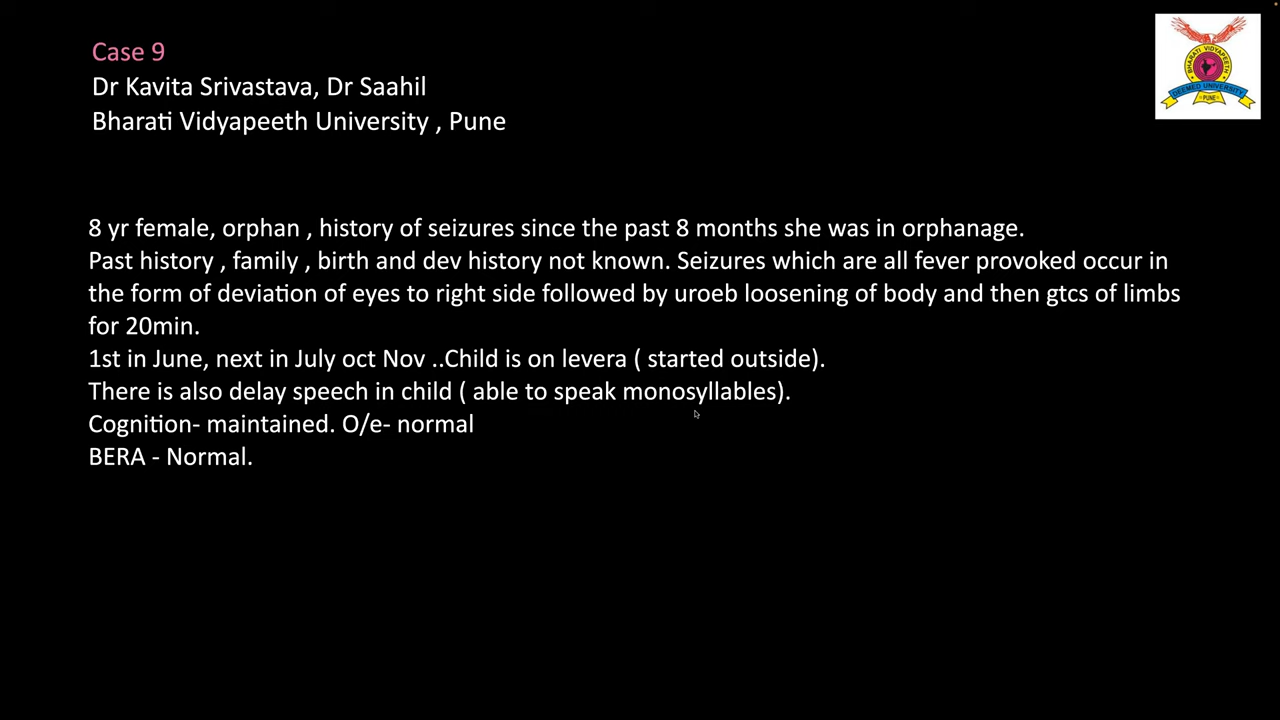 Case 9
Dr Kavita Srivastava, Dr Saahil
Bharati Vidyapeeth University , Pune
BHARATI VIDYAPEETH
DEEMED UNIVERSITY
PUNE
8 yr female, orphan , history of seizures since the past 8 months she was in orphanage.
Past history , family , birth and dev history not known. Seizures which are all fever provoked occur in
the form of deviation of eyes to right side followed by uroeb loosening of body and then gtcs of limbs
for 20min.
1st in June, next in July oct Nov ..Child is on levera ( started outside).
There is also delay speech in child ( able to speak monosyllables).
Cognition- maintained. O/e- normal
BERA - Normal.